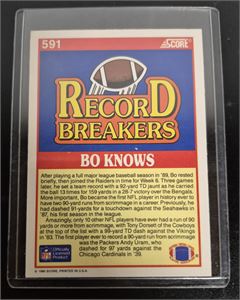 591
SCORE
RECORD
BREAKERS
BO KNOWS
After playing a full major league baseball season in '89, Bo rested
briefly, then joined the Raiders in time for Week 6. Three games
later, he set a team record with a 92-yard TD jaunt as he carried
the ball 13 times for 159 yards in a 28-7 victory over the Bengals.
More important, Bo became the first NFL player in history ever to
have two 90-yard runs from scrimmage in a career. Previously, he
had dashed 91-yards for a touchdown against the Seahawks in
'87, his first season in the league.
Amazingly, only 10 other players have ever had a run of 90
yards or more from scrimmage, with Tony Dorsett of the Cowboys
at the top of the list with a 99-yard TD dash against the Vikings in
'83. The first player ever to record a 90-yard run from scrimmage
was the Packers Andy Uram, who
dashed for 97 yards against the
Chicago Cardinals in '39.
Officially
Licensed
Product
NFL
© 1990 SCORE, PRINTED IN U.S.A.